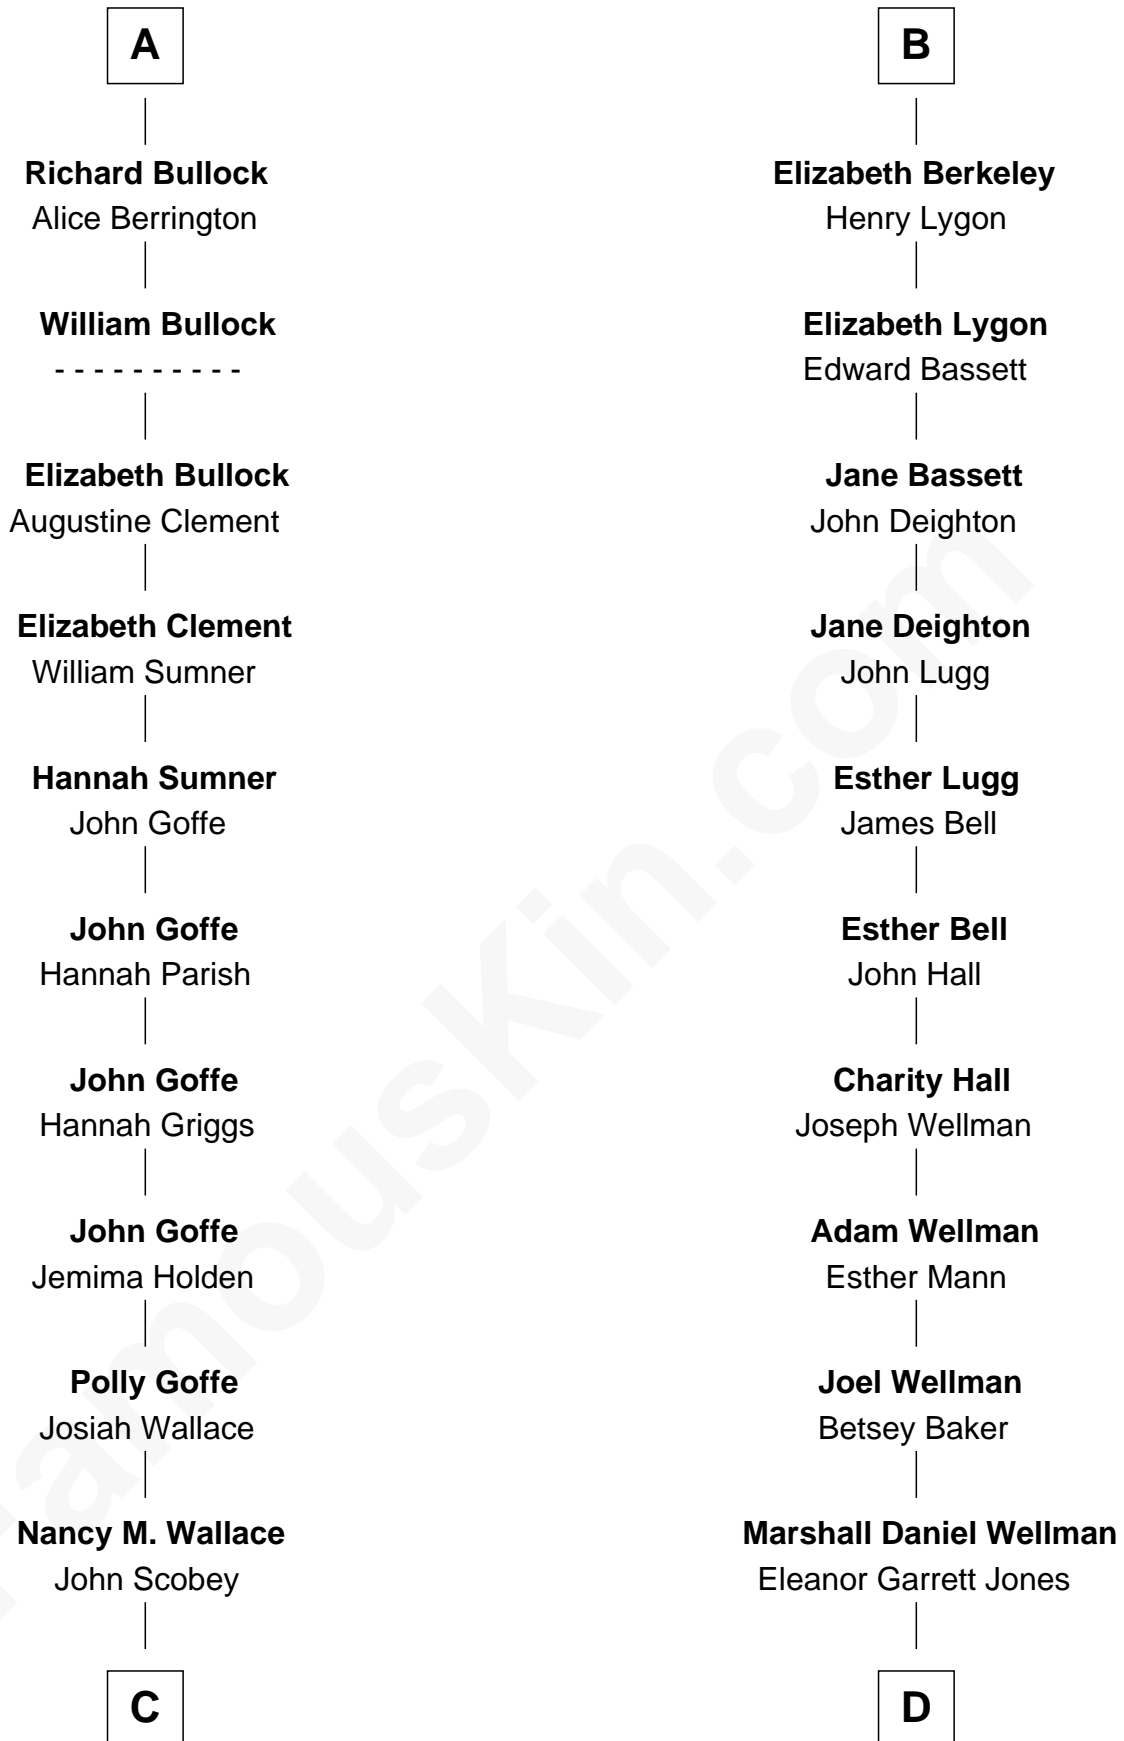 A
Richard Bullock
Alice Berrington
William Bullock
- - - - - - - - - -
Elizabeth Bullock
Augustine Clement
Elizabeth Clement
William Sumner
Hannah Sumner
John Goffe
John Goffe
Hannah Parish
John Goffe
Hannah Griggs
John Goffe
Jemima Holden
Polly Goffe
Josiah Wallace
Nancy M. Wallace
John Scobey
C
B
Elizabeth Berkeley
Henry Lygon
Elizabeth Lygon
Edward Bassett
Jane Bassett
John Deighton
Jane Deighton
John Lugg
Esther Lugg
James Bell
Esther Bell
John Hall
Charity Hall
Joseph Wellman
Adam Wellman
Esther Mann
Joel Wellman
Betsey Baker
Marshall Daniel Wellman
Eleanor Garrett Jones
D
FamousKin.com